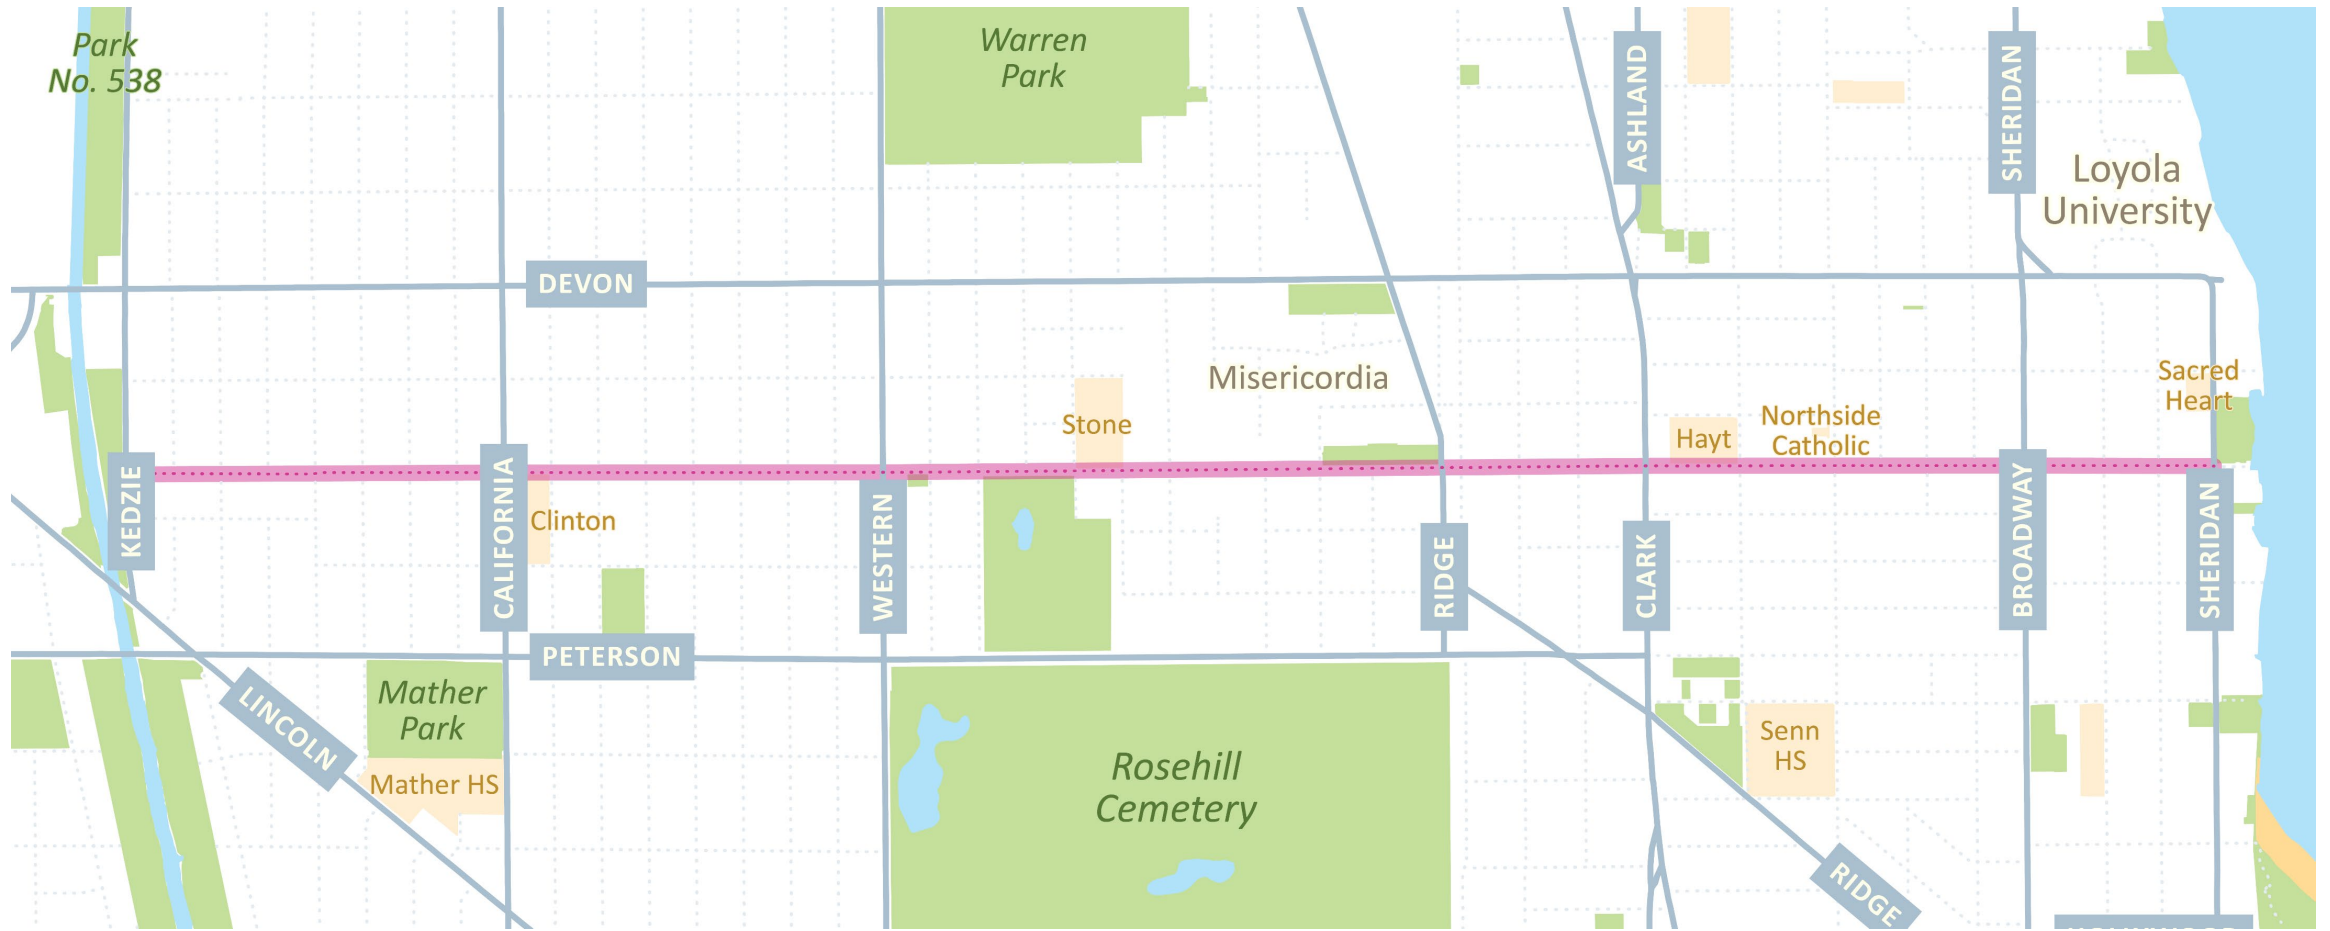 Park
No. 538
Warren
Park
ASHLAND
SHERIDAN
Loyola
University
DEVON
Misericordia
Stone
Hayt
Northside
Catholic
Sacred
Heart
KEDZIE
CALIFORNIA
Clinton
WESTERN
RIDGE
CLARK
BROADWAY
SHERIDAN
PETERSON
LINCOLN
Mather
Park
Mather HS
Rosehill
Cemetery
Senn
HS
RIDGE